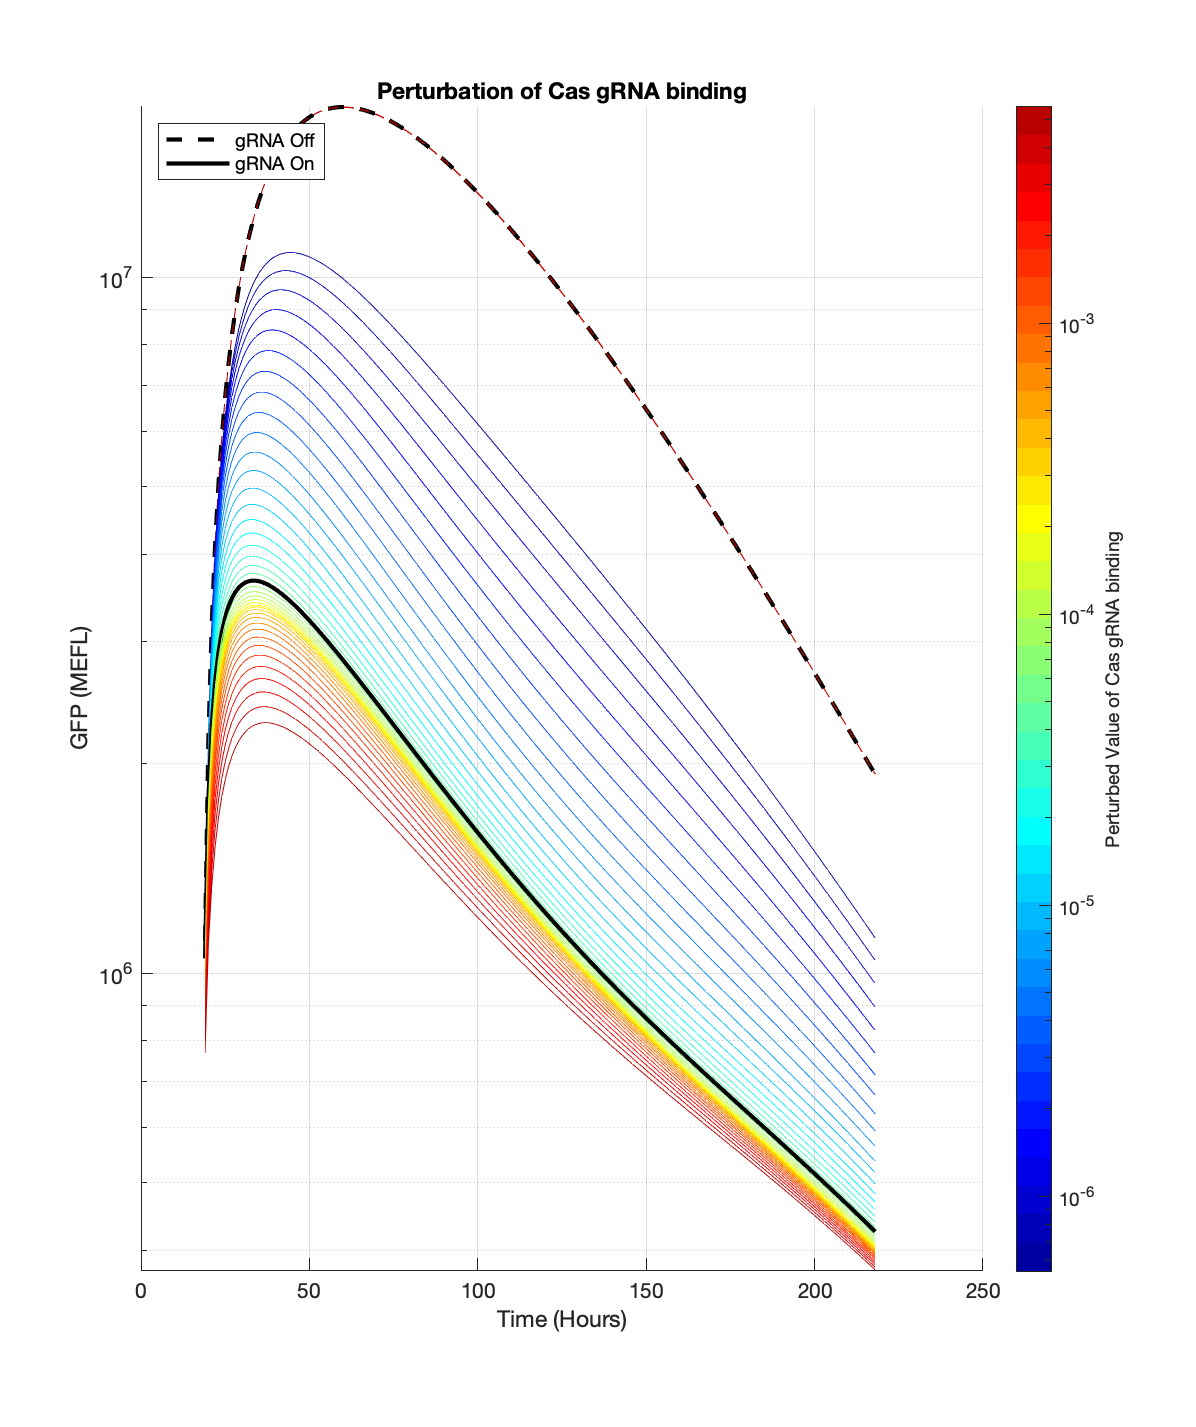 Perturbation of Cas gRNA binding
gRNA Off
gRNA On
10^7
10^6
GFP (MEFL)
0 50 100 150 200 250
Time (Hours)
10^-3
10^-4
10^-5
10^-6
Perturbed Value of Cas gRNA binding